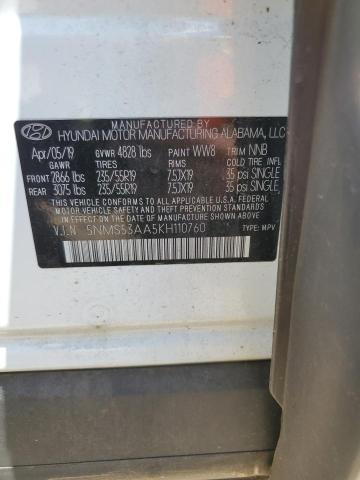 MANUFACTURED BY
HYUNDAI MOTOR MANUFACTURING ALABAMA, LLC
Apr/05/19 GVWR 4828 lbs PAINT WW8 TRIM NNB
GAWR TIRES RIMS COLD TIRE INFL
FRONT 2866 lbs 235/55R19 7.5JX19 35 psi SINGLE
REAR 3075 lbs 235/55R19 7.5JX19 35 psi SINGLE
THIS VEHICLE CONFORMS TO ALL APPLICABLE U.S.A. FEDERAL MOTOR
VEHICLE SAFETY, BUMPER, AND THEFT PREVENTION STANDARDS
IN EFFECT ON THE DATE OF MANUFACTURE SHOWN ABOVE.
V.I.N 5NMS53AA5KH110760 TYPE: MPV